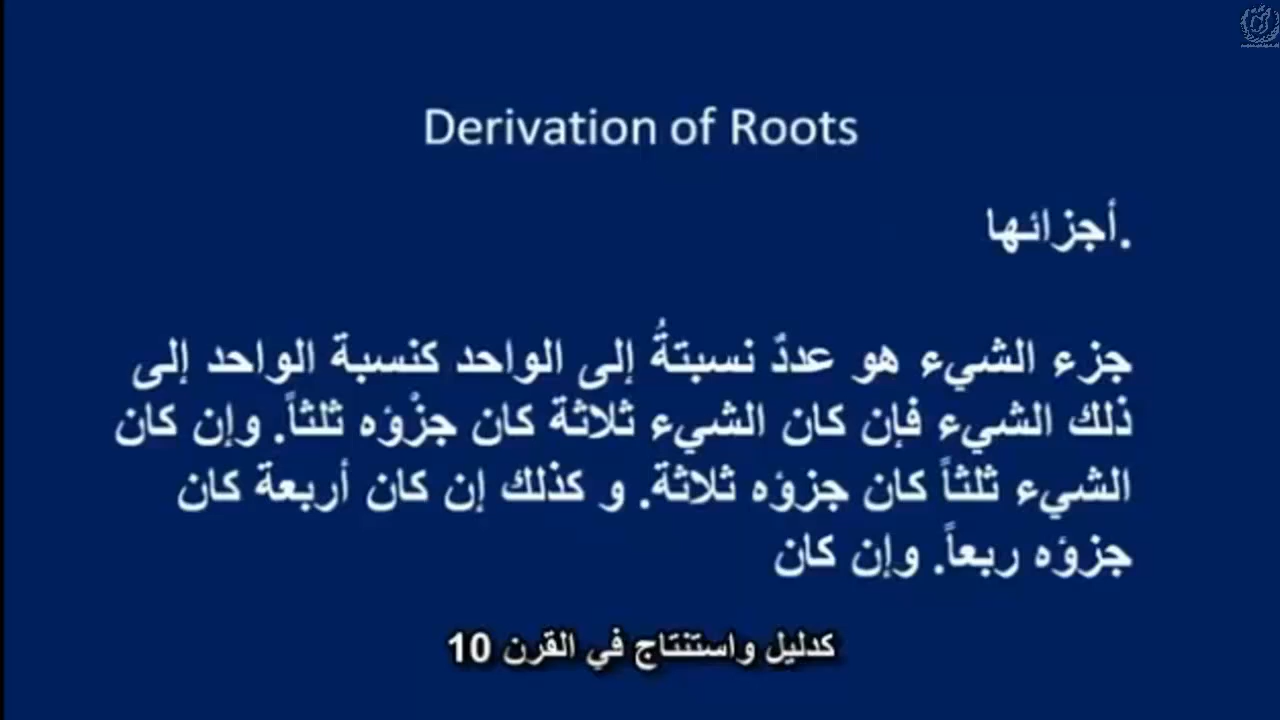 Derivation of Roots
أجزائها.
جزء الشيء هو عددٌ نسبتةُ إلى الواحد كنسبة الواحد إلى
ذلك الشيء فإن كان الشيء ثلاثة كان جزْؤه ثلثاً. وإن كان
الشيء ثلثاً كان جزؤه ثلاثة. و كذلك إن كان أربعة كان
جزؤه ربعاً. وإن كان
كدليل واستنتاج في القرن 10